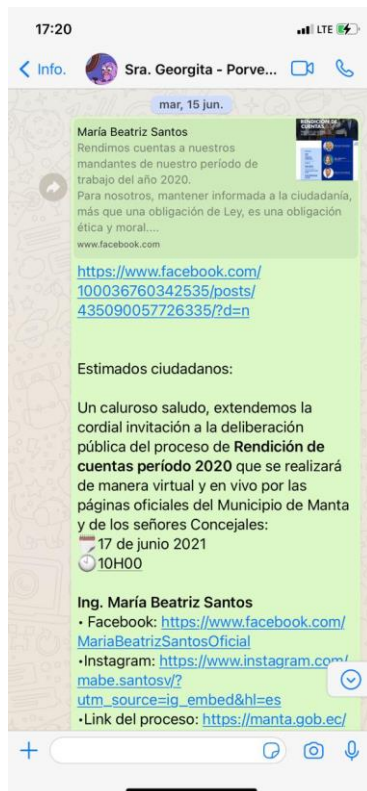 17:20
LTE
Info.
Sra. Georgita - Porve...
mar, 15 jun.
María Beatriz Santos
Rendimos cuentas a nuestros
mandantes de nuestro período de
trabajo del año 2020.
Para nosotros, mantener informada a la ciudadanía,
más que una obligación de Ley, es una obligación
ética y moral....
www.facebook.com
RENDICIÓN DE
CUENTAS
https://www.facebook.com/
100036760342535/posts/
435090057726335/?d=n
Estimados ciudadanos:
Un caluroso saludo, extendemos la
cordial invitación a la deliberación
pública del proceso de Rendición de
cuentas período 2020 que se realizará
de manera virtual y en vivo por las
páginas oficiales del Municipio de Manta
y de los señores Concejales:
🗓17 de junio 2021
🕙10H00
Ing. María Beatriz Santos
• Facebook: https://www.facebook.com/
MariaBeatrizSantosOficial
•Instagram: https://www.instagram.com/
mabe.santosv/?
utm_source=ig_embed&hl=es
•Link del proceso: https://manta.gob.ec/